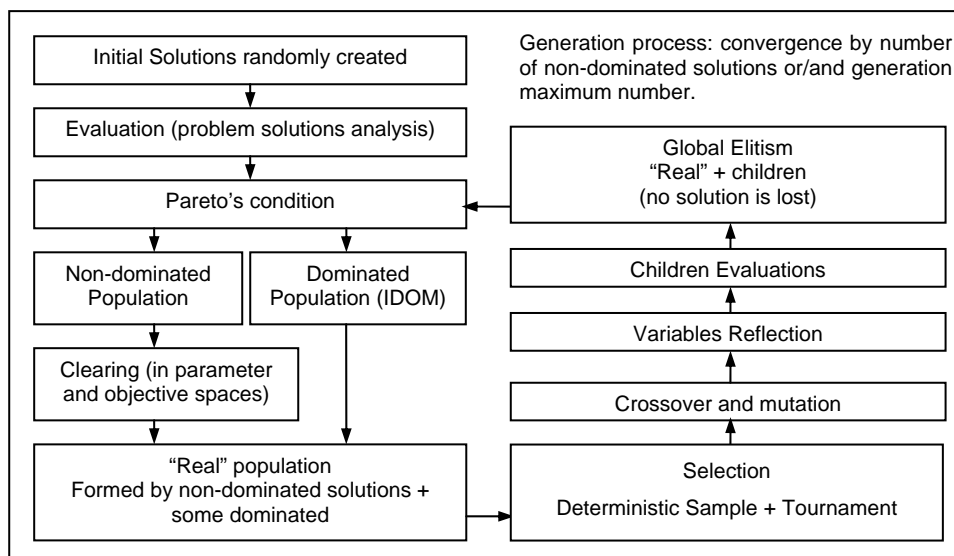 Initial Solutions randomly created
Generation process: convergence by number
of non-dominated solutions or/and generation
maximum number.
Evaluation (problem solutions analysis)
Pareto's condition
Global Elitism
“Real” + children
(no solution is lost)
Non-dominated
Population
Dominated
Population (IDOM)
Children Evaluations
Variables Reflection
Clearing (in parameter
and objective spaces)
Crossover and mutation
“Real” population
Formed by non-dominated solutions +
some dominated
Selection
Deterministic Sample + Tournament